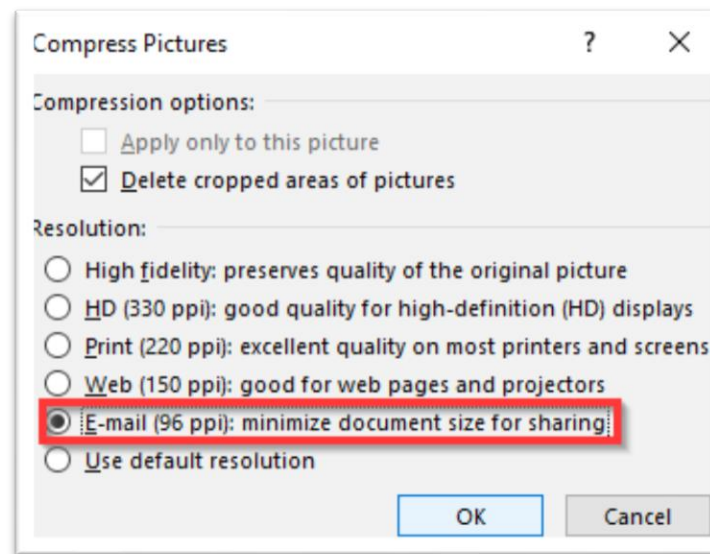 Compress Pictures ?
Compression options:
Apply only to this picture
Delete cropped areas of pictures
Resolution:
High fidelity: preserves quality of the original picture
HD (330 ppi): good quality for high-definition (HD) displays
Print (220 ppi): excellent quality on most printers and screens
Web (150 ppi): good for web pages and projectors
E-mail (96 ppi): minimize document size for sharing
Use default resolution
OK Cancel